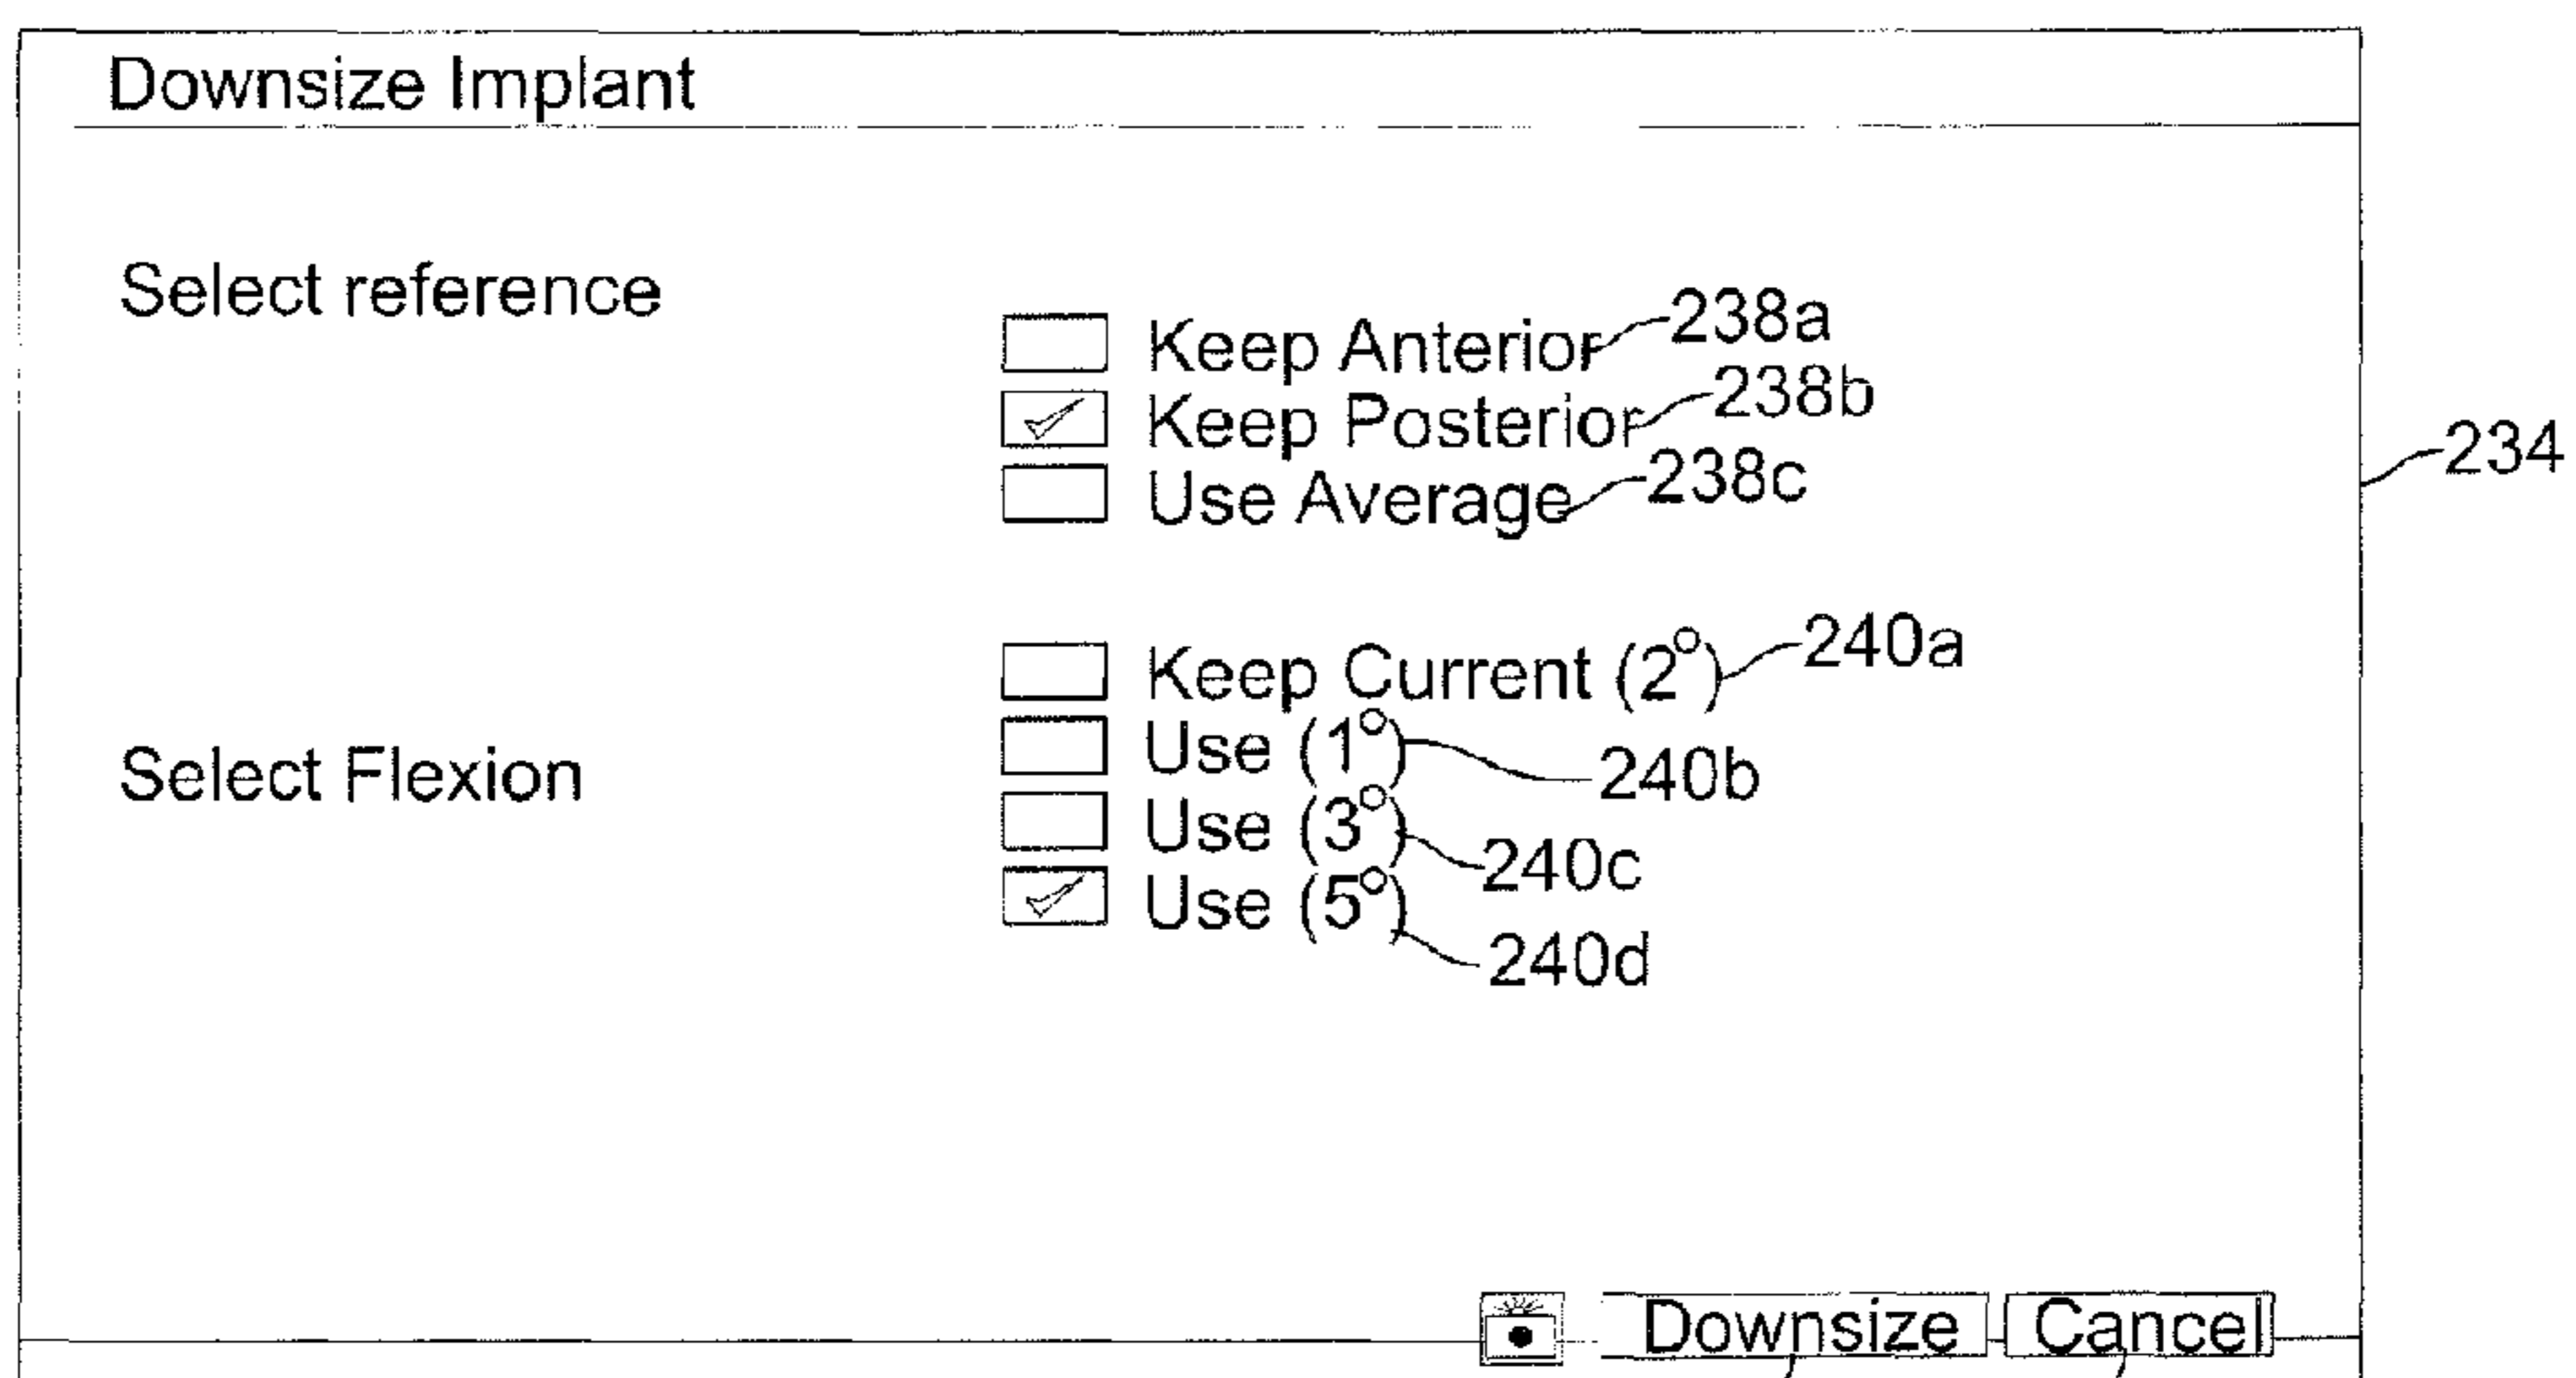 Downsize Implant
Select reference
Keep Anterior 238a
Keep Posterior 238b
Use Average 238c
234
Keep Current (2°) 240a
Select Flexion
Use (1°) 240b
Use (3°) 240c
Use (5°) 240d
Downsize Cancel